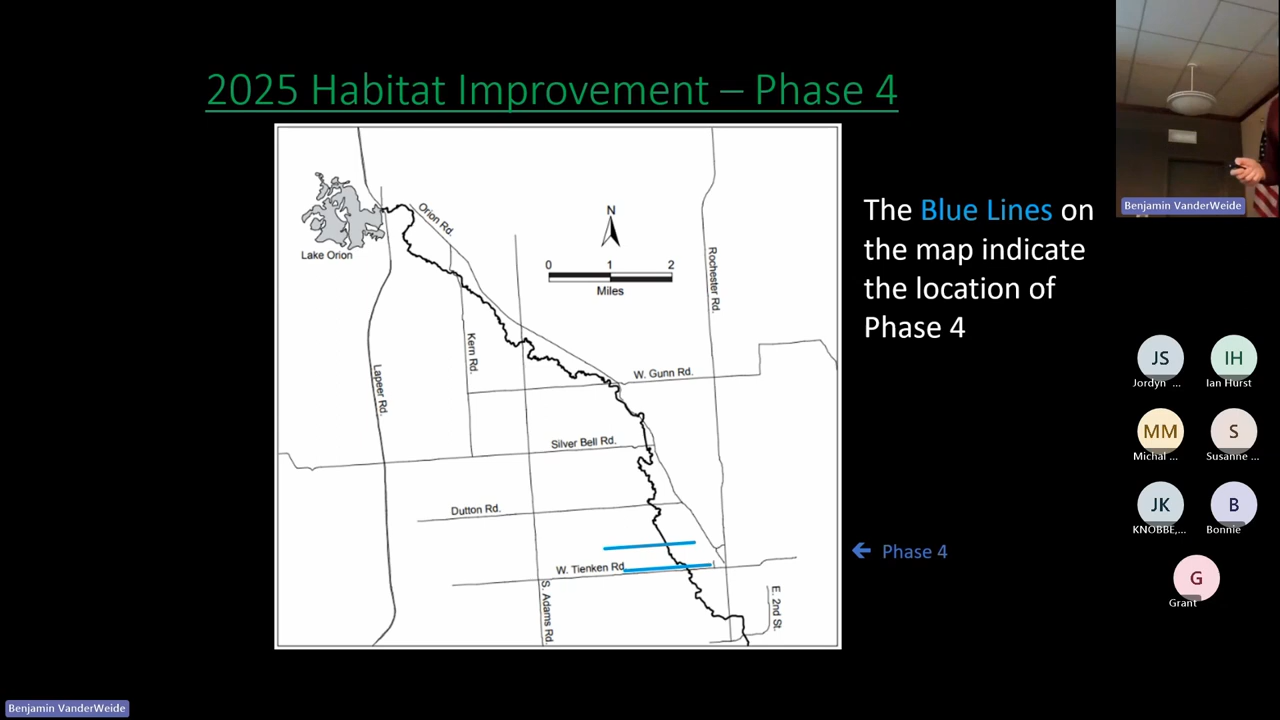 2025 Habitat Improvement – Phase 4
Benjamin VanderWeide
Orion Rd.
N
Lake Orion
0 1 2
Miles
Rochester Rd.
The Blue Lines on
the map indicate
the location of
Phase 4
Kern Rd.
Lapeer Rd.
W. Gunn Rd.
Silver Bell Rd.
Dutton Rd.
W. Tienken Rd
S. Adams Rd.
E. 2nd St.
← Phase 4
JS IH
Jordyn ... Ian Hurst
MM S
Michal ... Susanne ...
JK B
KNOBBE,... Bonnie
G
Grant
Benjamin VanderWeide